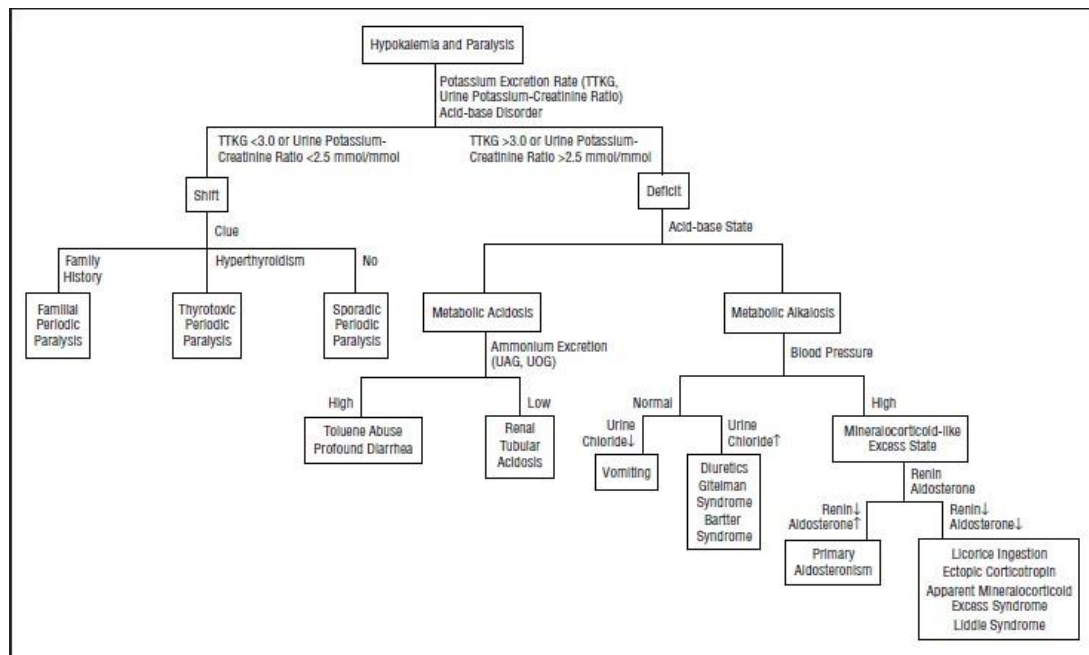 Hypokalemia and Paralysis
Potassium Excretion Rate (TTKG,
Urine Potassium-Creatinine Ratio)
Acid-base Disorder
TTKG <3.0 or Urine Potassium-
Creatinine Ratio <2.5 mmol/mmol
TTKG >3.0 or Urine Potassium-
Creatinine Ratio >2.5 mmol/mmol
Shift
Deficit
Clue
Acid-base State
Family
History
Hyperthyroidism
No
Familial
Periodic
Paralysis
Thyrotoxic
Periodic
Paralysis
Sporadic
Periodic
Paralysis
Metabolic Acidosis
Metabolic Alkalosis
Ammonium Excretion
(UAG, UOG)
Blood Pressure
High
Low
Normal
High
Toluene Abuse
Profound Diarrhea
Renal
Tubular
Acidosis
Urine
Chloride↓
Urine
Chloride↑
Mineralocorticoid-like
Excess State
Vomiting
Diuretics
Gitelman
Syndrome
Bartter
Syndrome
Renin
Aldosterone
Renin↓
Aldosterone↑
Renin↓
Aldosterone↓
Primary
Aldosteronism
Licorice Ingestion
Ectopic Corticotropin
Apparent Mineralocorticoid
Excess Syndrome
Liddle Syndrome